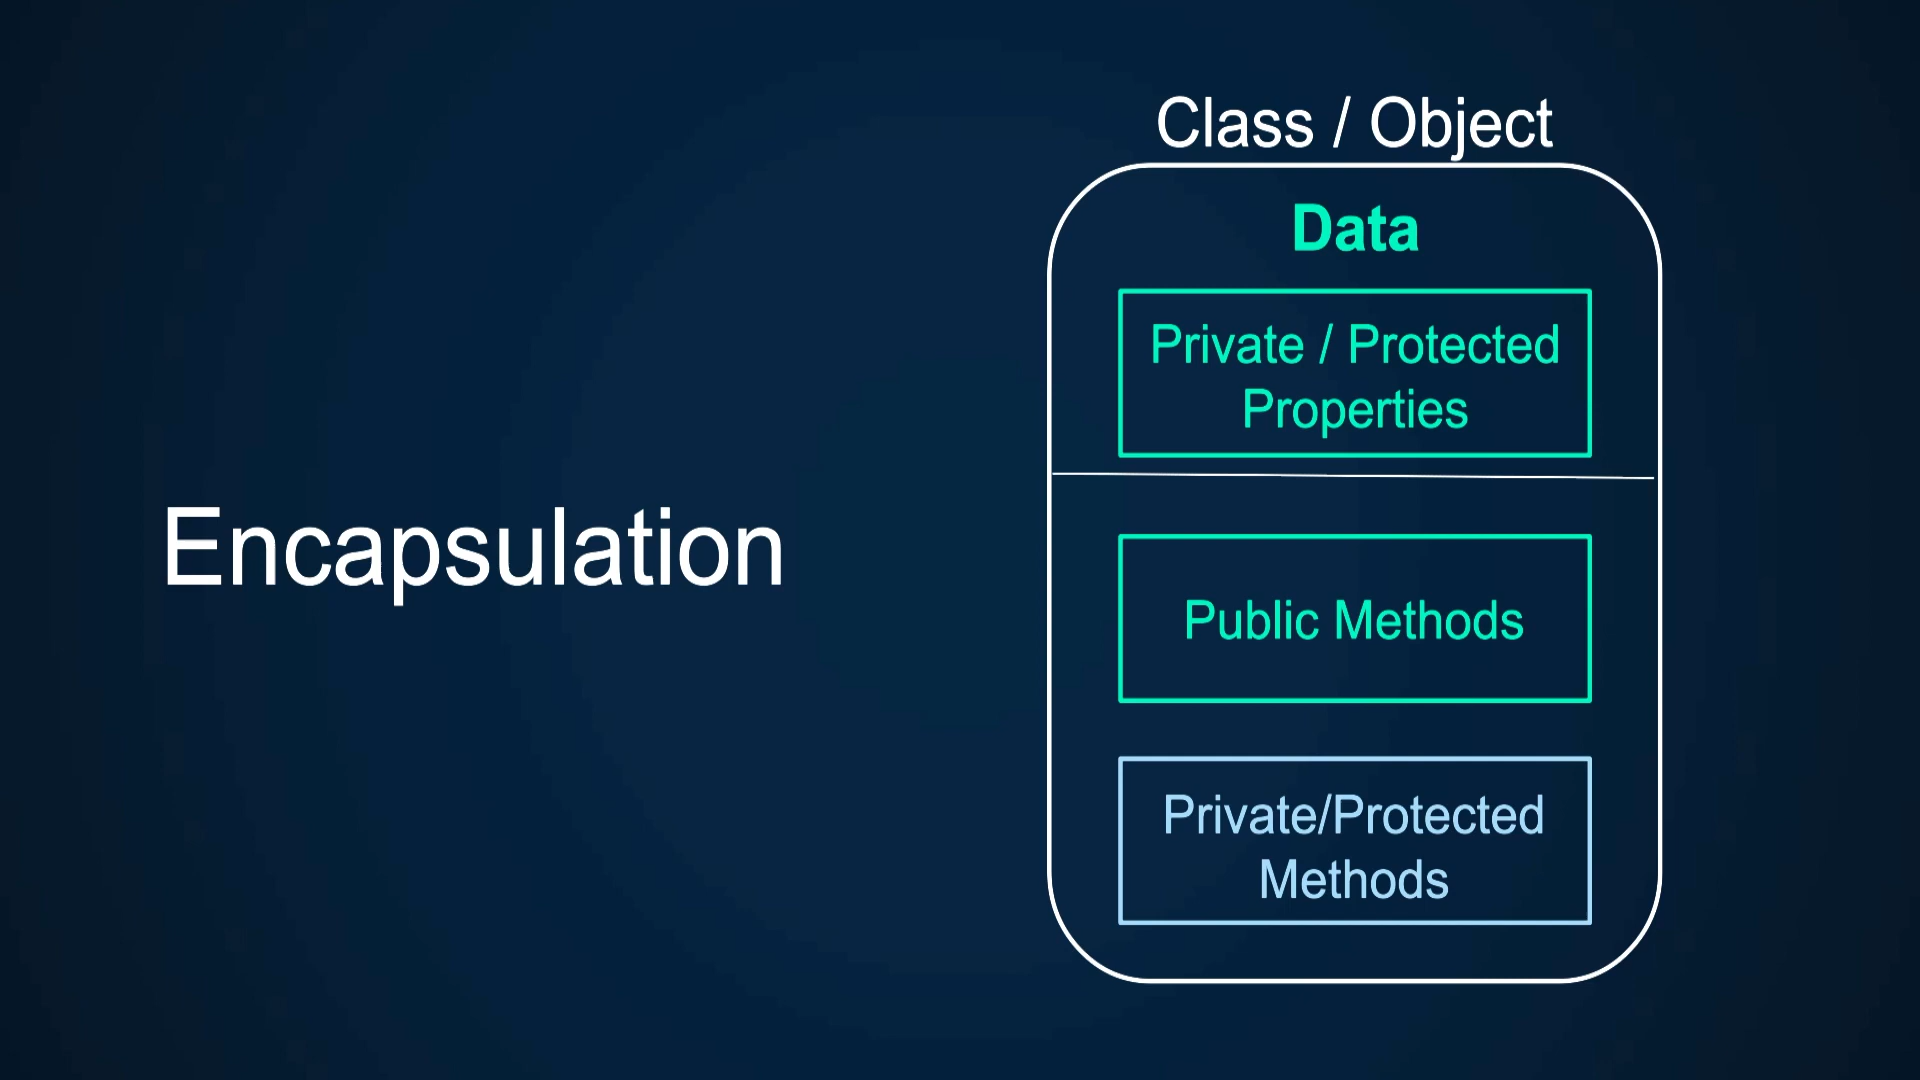 Class / Object
Data
Private / Protected
Properties
Encapsulation
Public Methods
Private/Protected
Methods